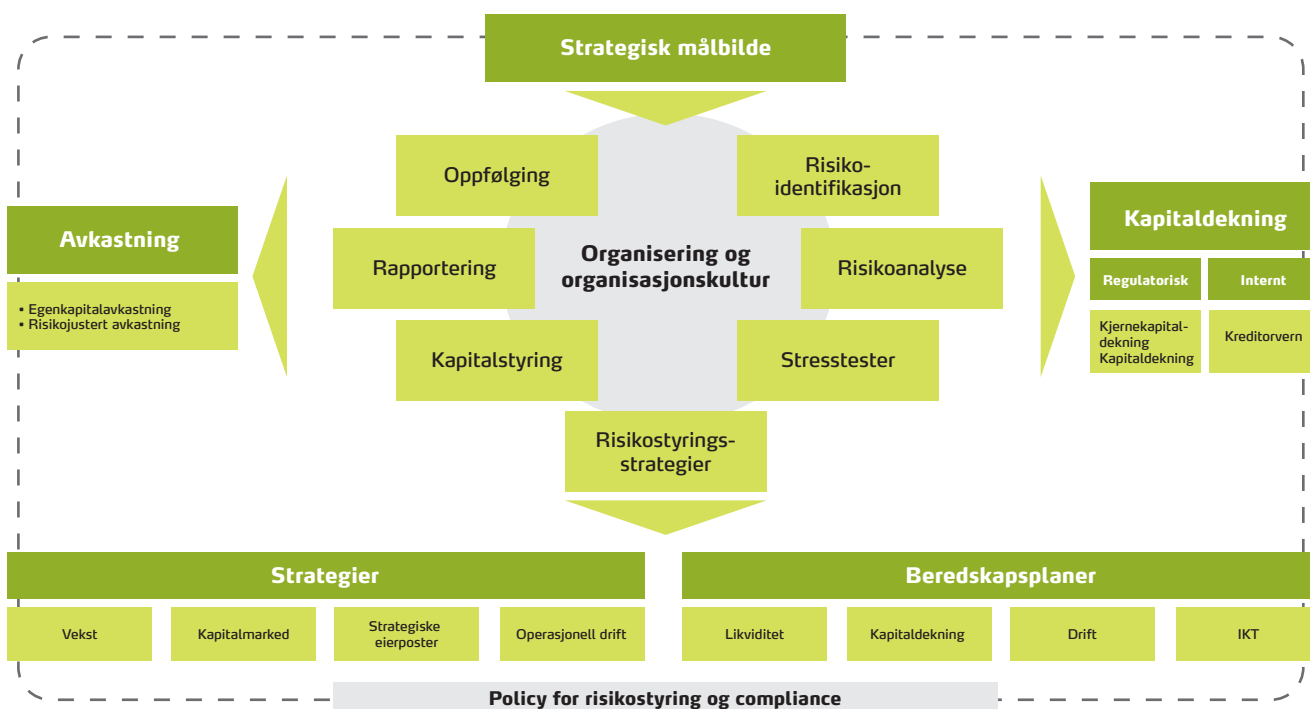 Strategisk målbilde
Oppfølging
Risiko-
identifikasjon
Avkastning
• Egenkapitalavkastning
• Risikojustert avkastning
Rapportering
Organisering og
organisasjonskultur
Risikoanalyse
Kapitaldekning
Regulatorisk
Internt
Kjernekapital-
dekning
Kapitaldekning
Kreditorvern
Kapitalstyring
Stresstester
Risikostyrings-
strategier
Strategier
Vekst
Kapitalmarked
Strategiske
eierposter
Operasjonell drift
Beredskapsplaner
Likviditet
Kapitaldekning
Drift
IKT
Policy for risikostyring og compliance